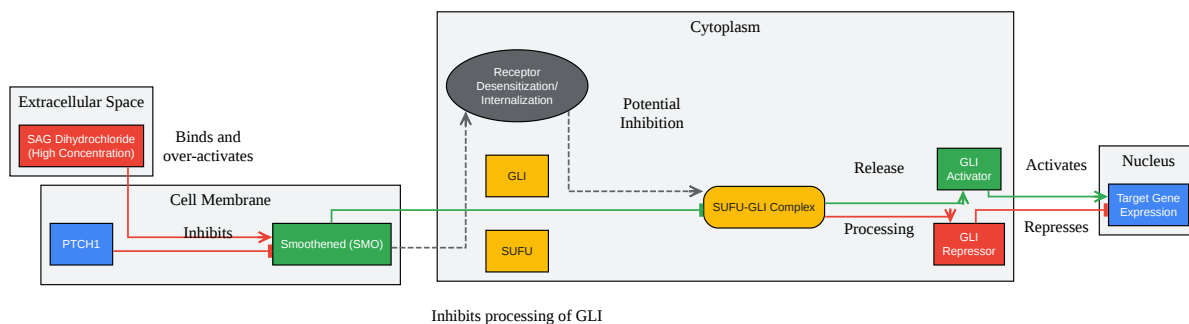 Cytoplasm
Receptor
Desensitization/
Internalization
Potential
Inhibition
Extracellular Space
SAG Dihydrochloride
(High Concentration)
Binds and
over-activates
GLI
Release
GLI
Activator
Activates
Nucleus
Target Gene
Expression
Cell Membrane
Inhibits
PTCH1
Smoothened (SMO)
SUFU-GLI Complex
SUFU
Processing
GLI
Repressor
Represses
Inhibits processing of GLI